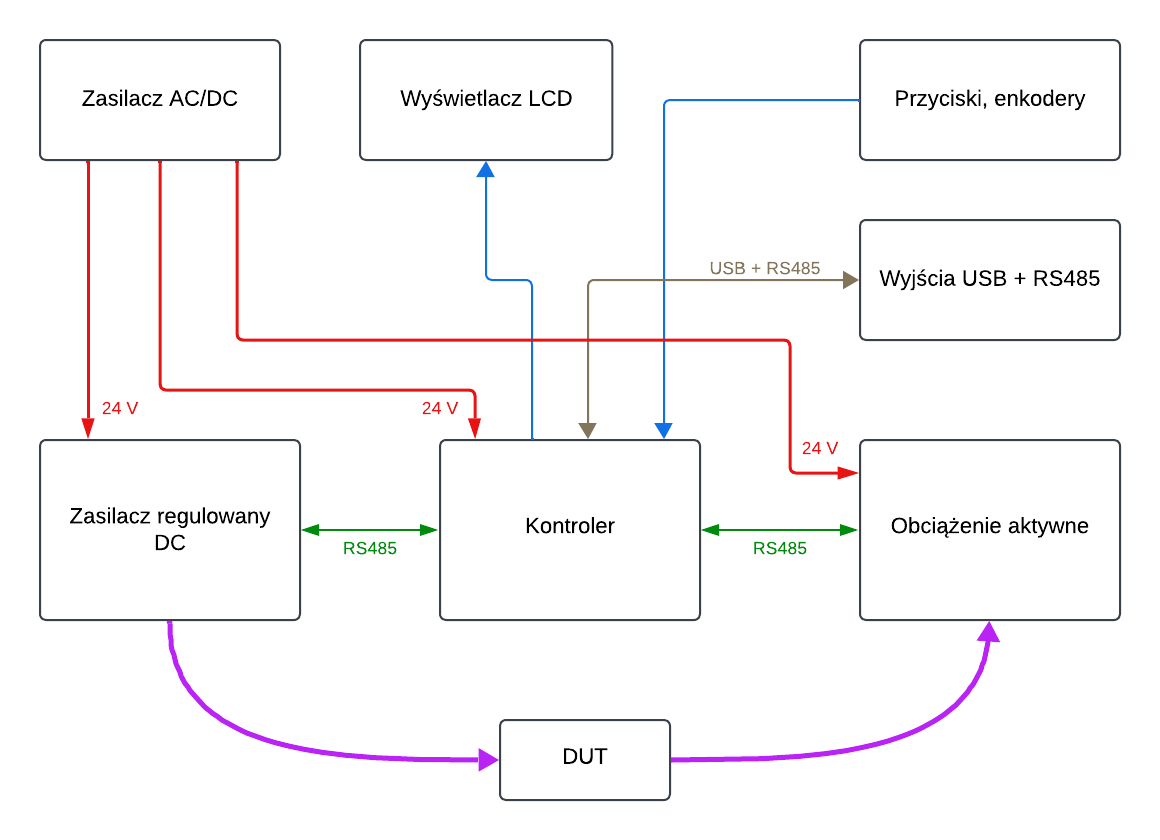 Zasilacz AC/DC
Wyświetlacz LCD
Przyciski, enkodery
USB + RS485
Wyjścia USB + RS485
24 V
24 V
24 V
Zasilacz regulowany
DC
RS485
Kontroler
RS485
Obciążenie aktywne
DUT